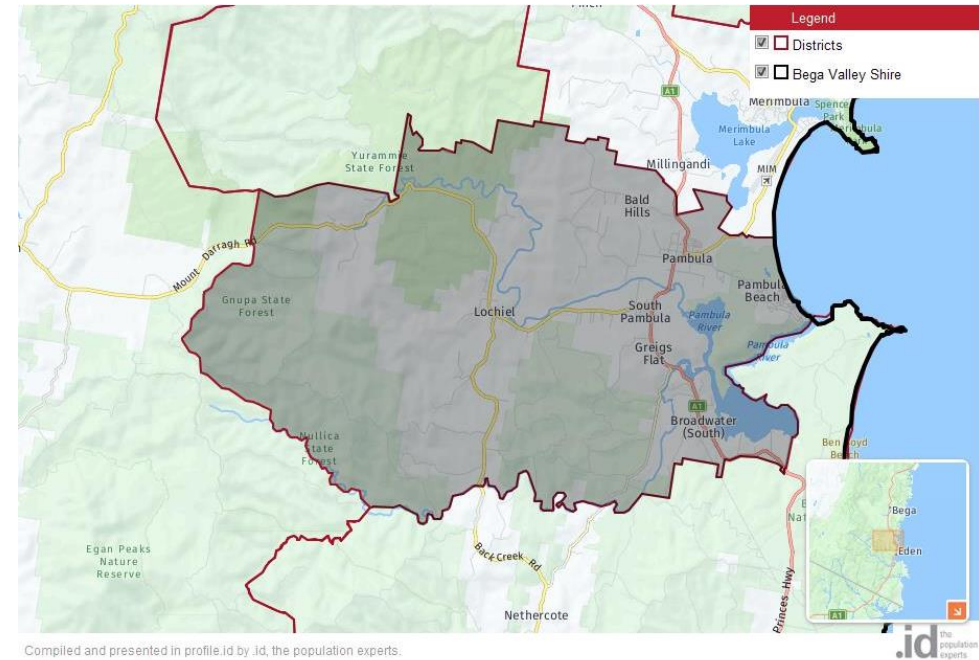 Legend
Districts
Bega Valley Shire
A1
Merimbula
Spence
Park
Merimbula
Lake
Millingandi
MIM
Yurammie
State Forest
Bald
Hills
Mount Darragh Rd
Pambula
Pambula
Beach
Gnupa State
Forest
Lochiel
South
Pambula
Pambula
River
Greigs
Flat
Pambula
River
A1
Broadwater
(South)
Nullica
State
Forest
Ben Boyd
Beach
Nat
Egan Peaks
Nature
Reserve
Back Creek Rd
Nethercote
Princes Hwy
Bega
Eden
A1
Compiled and presented in profile.id by .id, the population experts.
.id the
population
experts